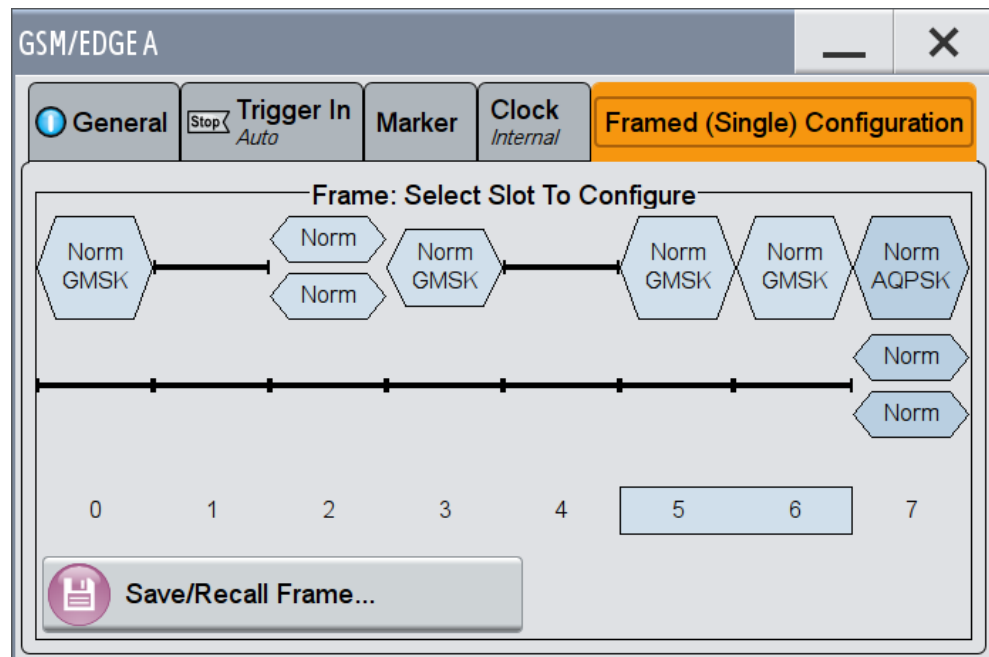 GSM/EDGE A
General
Stop
Trigger In
Auto
Marker
Clock
Internal
Framed (Single) Configuration
Frame: Select Slot To Configure
Norm
GMSK
Norm
Norm
Norm
GMSK
Norm
GMSK
Norm
GMSK
Norm
AQPSK
Norm
Norm
0 1 2 3 4 5 6 7
Save/Recall Frame...